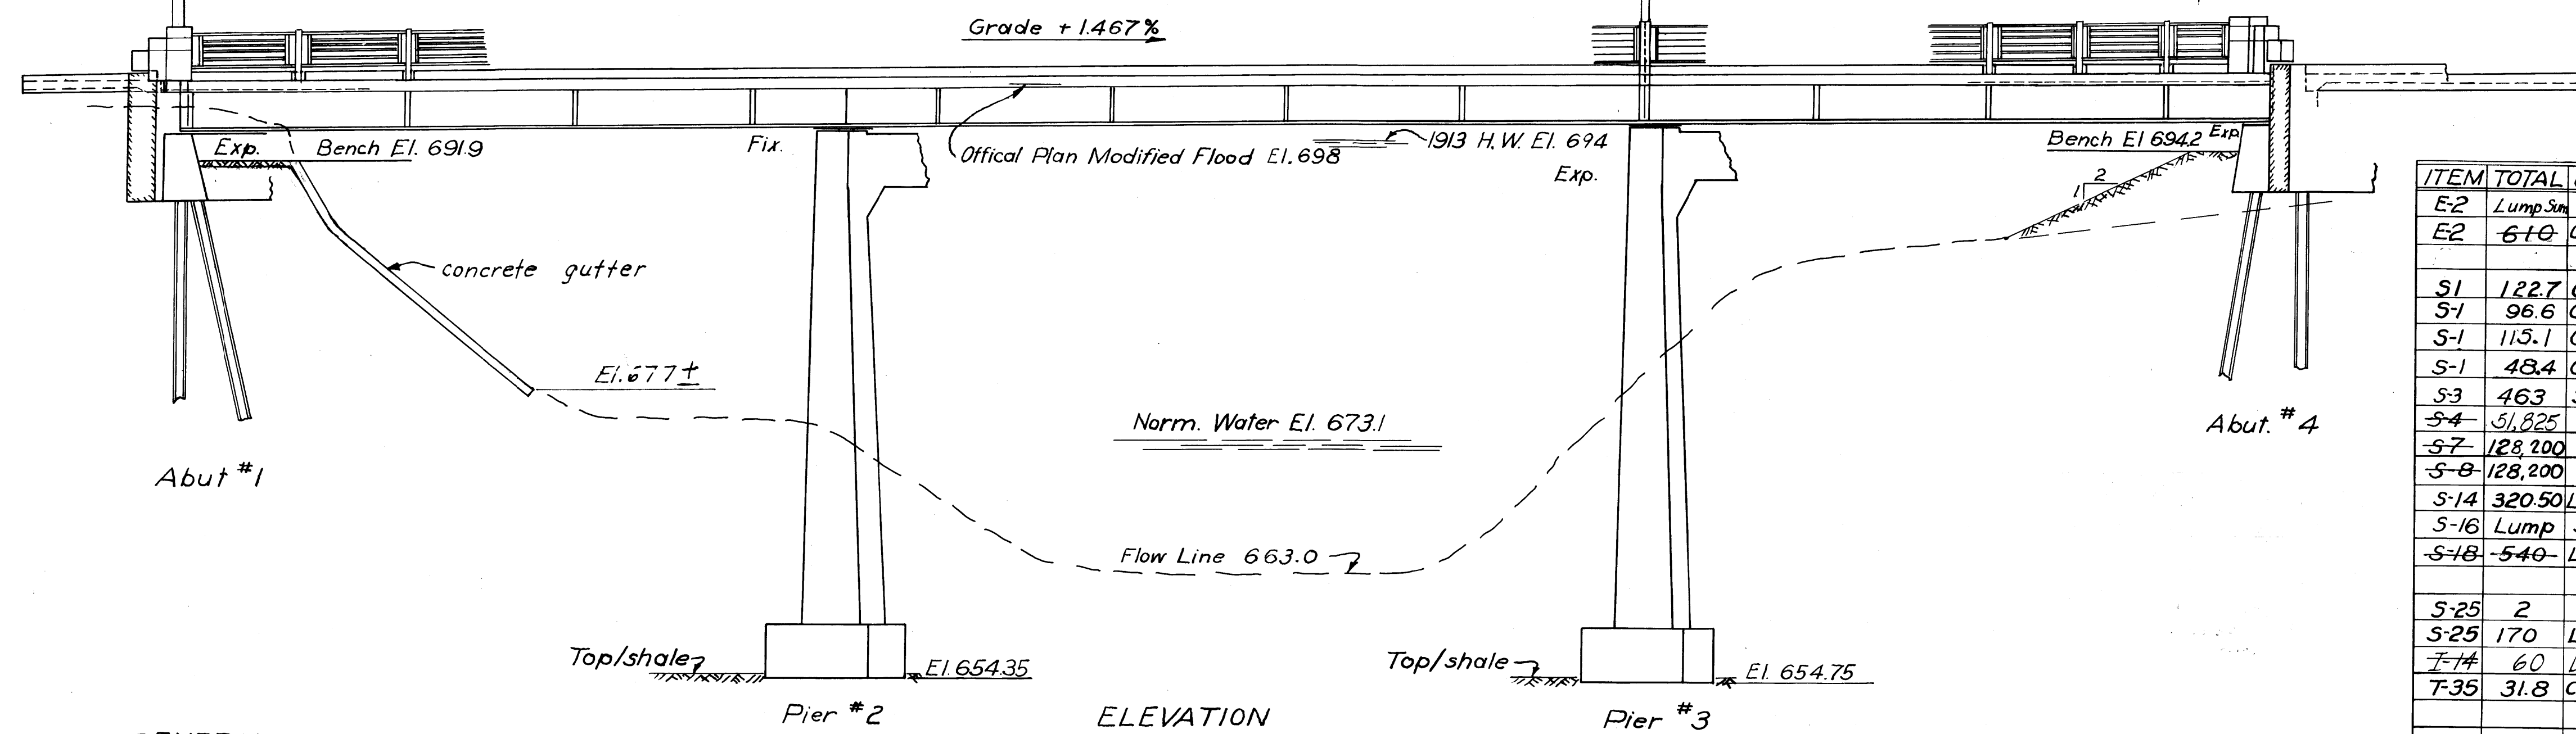 Grade + 1.467%
Exp.
Bench El. 691.9
Fix.
Offical Plan Modified Flood El. 698
1913 H.W. El. 694
Exp.
Bench El 694.2
Exp.
2
1
concrete gutter
El. 677 ±
Norm. Water El. 673.1
Abut #1
Abut. #4
Flow Line 663.0
Top/shale
El. 654.35
Top/shale
El. 654.75
Pier #2
ELEVATION
Pier #3
ITEM TOTAL
E-2 Lump Sum
E-2 610
S1 122.7
S-1 96.6
S-1 115.1
S-1 48.4
S-3 463
S-4 51,825
S-7 128,200
S-8 128,200
S-14 320.50 L
S-16 Lump
S-18 540 L
S-25 2
S-25 170 L
I-14 60 L
T-35 31.8 C